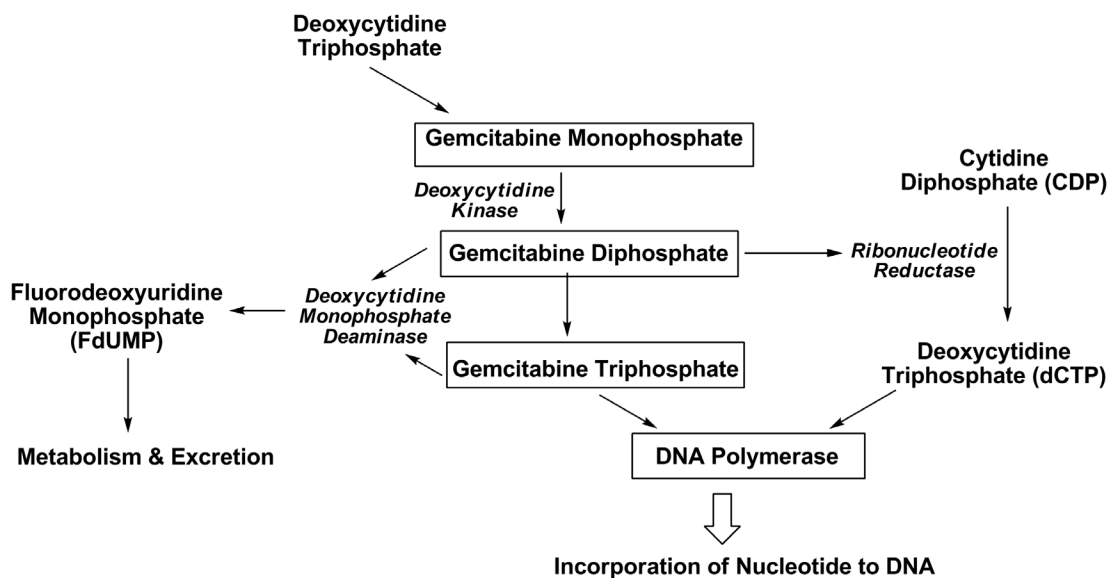 Deoxycytidine
Triphosphate
Gemcitabine Monophosphate
Deoxycytidine
Kinase
Cytidine
Diphosphate (CDP)
Gemcitabine Diphosphate
Ribonucleotide
Reductase
Fluorodeoxyuridine
Monophosphate
(FdUMP)
Deoxycytidine
Monophosphate
Deaminase
Gemcitabine Triphosphate
Deoxycytidine
Triphosphate (dCTP)
Metabolism & Excretion
DNA Polymerase
Incorporation of Nucleotide to DNA